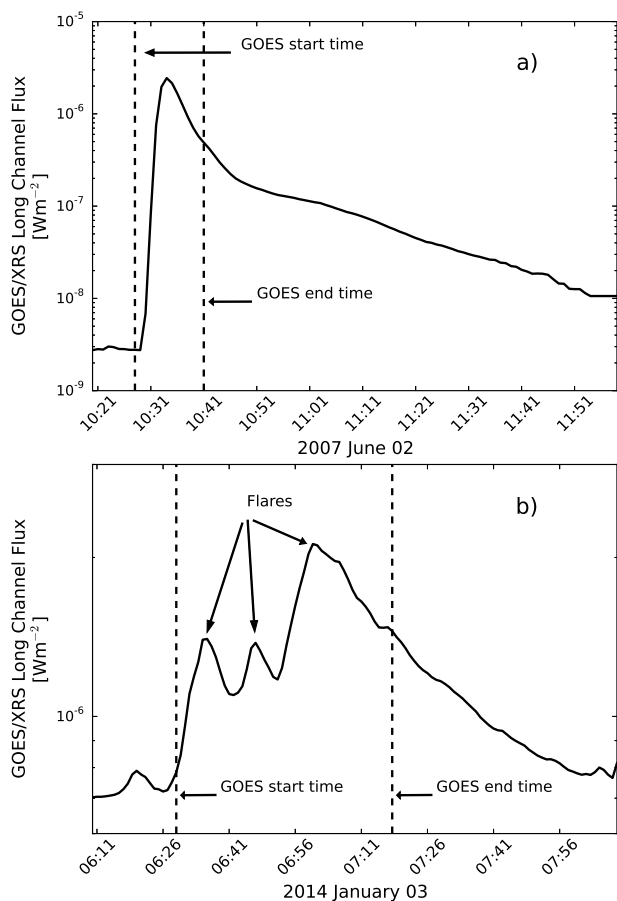 10⁻⁵
GOES start time
a)
10⁻⁶
GOES/XRS Long Channel Flux
[Wm⁻²]
10⁻⁷
GOES end time
10⁻⁸
10⁻⁹
10:21 10:31 10:41 10:51 11:01 11:11 11:21 11:31 11:41 11:51
2007 June 02
Flares
b)
GOES/XRS Long Channel Flux
[Wm⁻²]
10⁻⁶
GOES start time GOES end time
06:11 06:26 06:41 06:56 07:11 07:26 07:41 07:56
2014 January 03